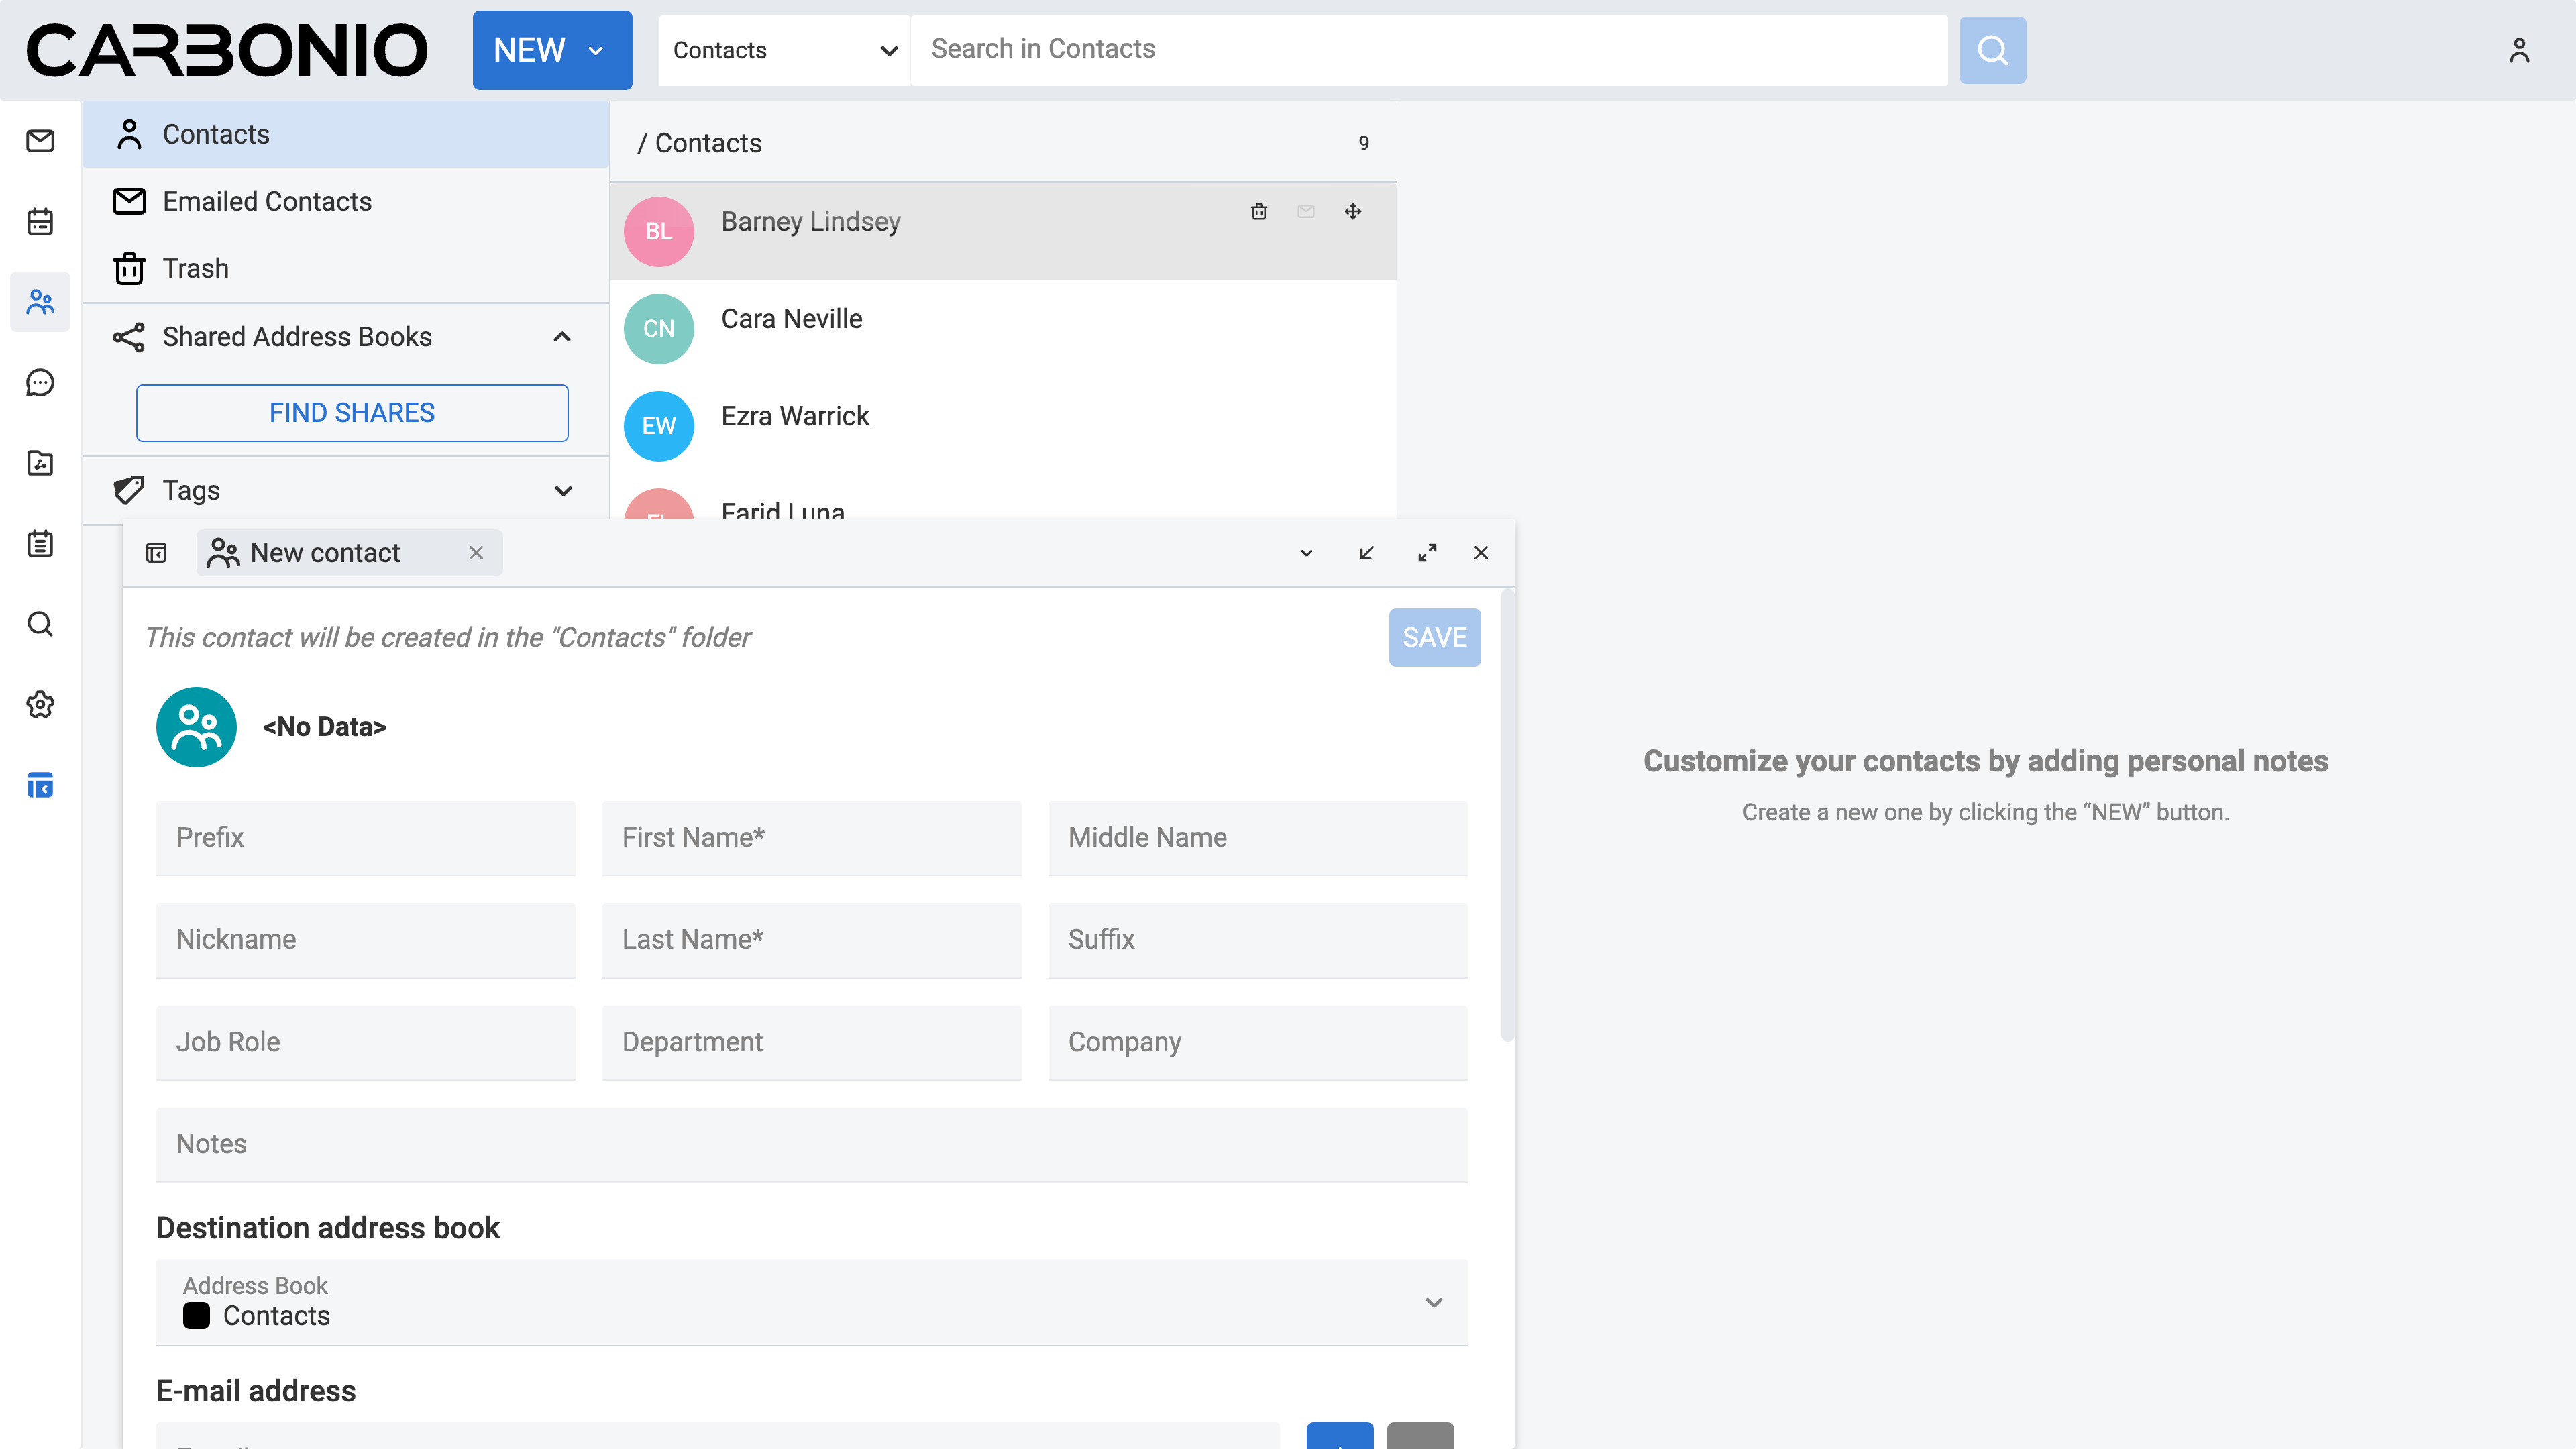 CARBONIO
NEW
Contacts
Search in Contacts
Contacts
Emailed Contacts
Trash
Shared Address Books
FIND SHARES
Tags
/ Contacts
9
BL
Barney Lindsey
CN
Cara Neville
EW
Ezra Warrick
Farid Luna
New contact
This contact will be created in the "Contacts" folder
SAVE
<No Data>
Prefix
First Name*
Middle Name
Nickname
Last Name*
Suffix
Job Role
Department
Company
Notes
Destination address book
Address Book
Contacts
E-mail address
Customize your contacts by adding personal notes
Create a new one by clicking the “NEW” button.